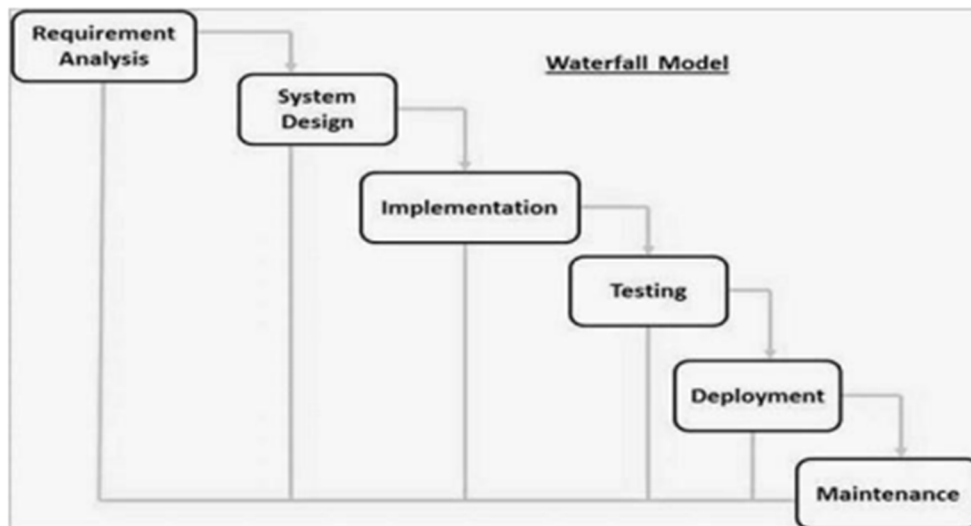 Requirement
Analysis
Waterfall Model
System
Design
Implementation
Testing
Deployment
Maintenance